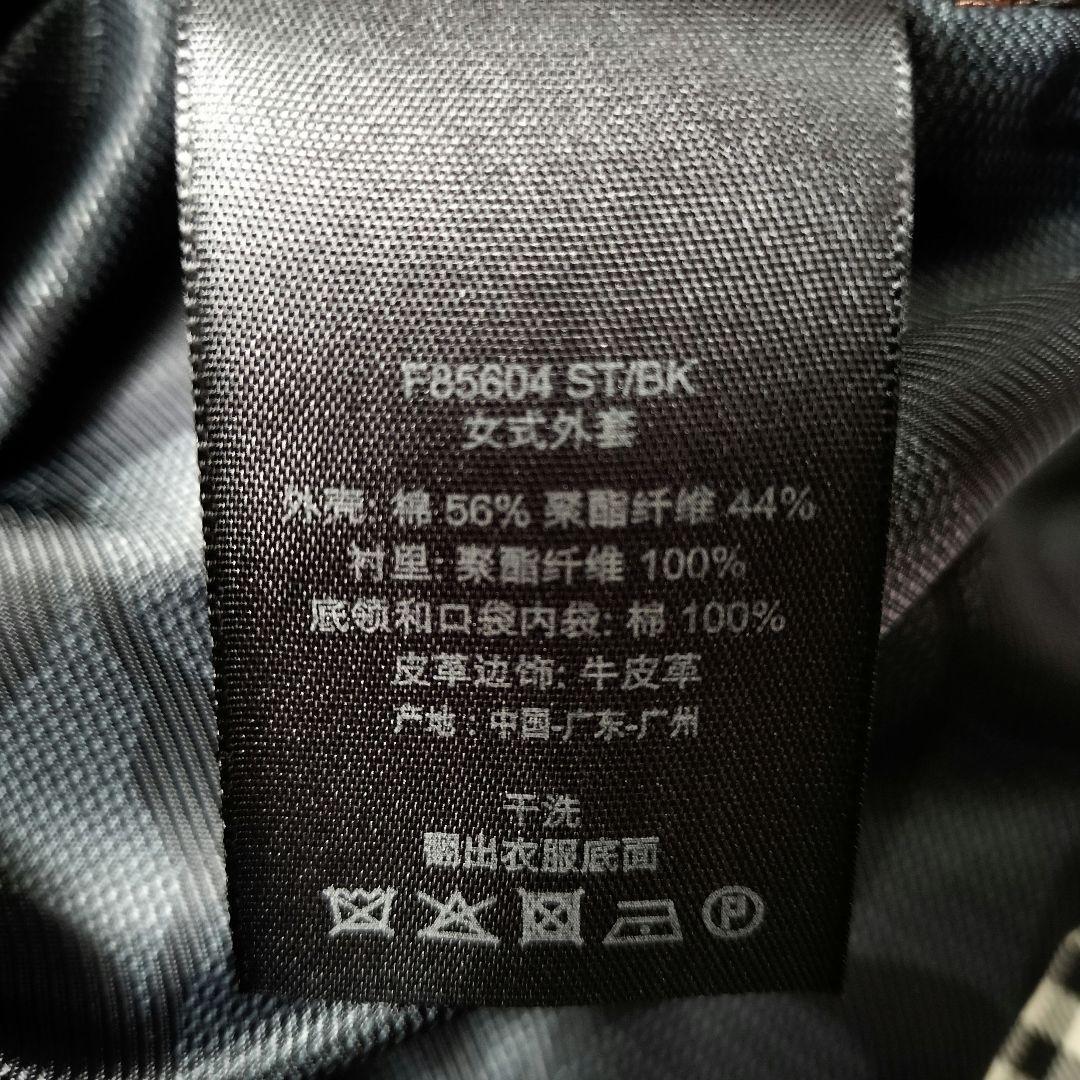 F85604 ST/BK
女式外套
外壳: 棉 56% 聚酯纤维 44%
衬里: 聚酯纤维 100%
底领和口袋内袋: 棉 100%
皮革边饰: 牛皮革
产地: 中国-广东-广州
干洗
翻出衣服底面
P